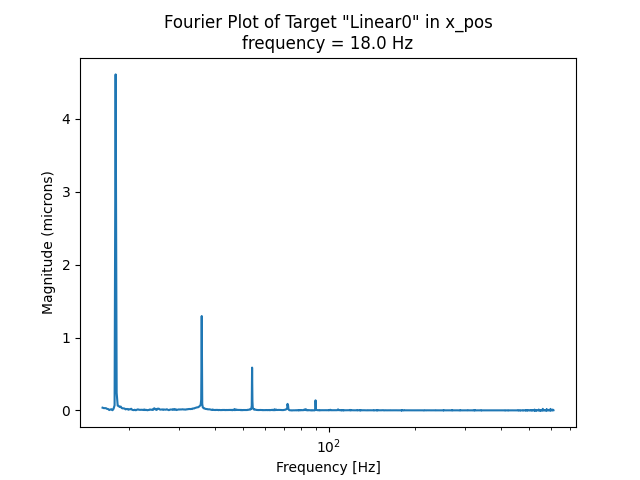 Fourier Plot of Target "Linear0" in x_pos
frequency = 18.0 Hz
Magnitude (microns)
4
3
2
1
0
10²
Frequency [Hz]